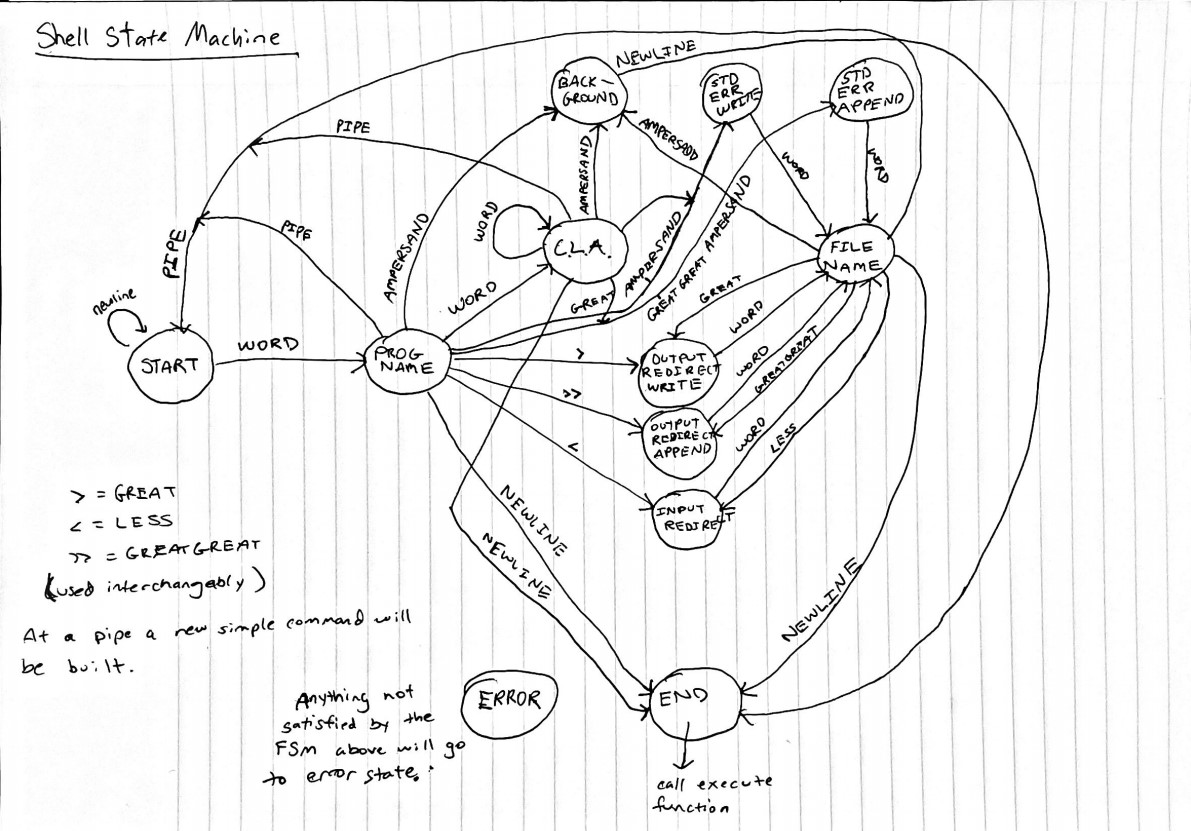 Shell State Machine
NEWLINE
BACK-
GROUND
STD
ERR
WRITE
STD
ERR
APPEND
PIPE
AMPERSAND
AMPERSADD
WORD
WORD
WORD
C.L.A.
AMPERSAND
PIPE
PIPE
AMPERSAND
GREAT GREAT AMPERSAND
FILE
NAME
newline
WORD
GREAT
GREAT
WORD
START
WORD
PROG
NAME
>
OUTPUT
REDIRECT
WRITE
WORD
GREATGREAT
>>
OUTPUT
REDIRECT
APPEND
WORD
LESS
<
INPUT
REDIRECT
> = GREAT
< = LESS
>> = GREATGREAT
(used interchangably)
NEWLINE
NEWLINE
NEWLINE
At a pipe a new simple command will
be built.
Anything not
satisfied by the
FSM above will go
to error state.
ERROR
END
call execute
function